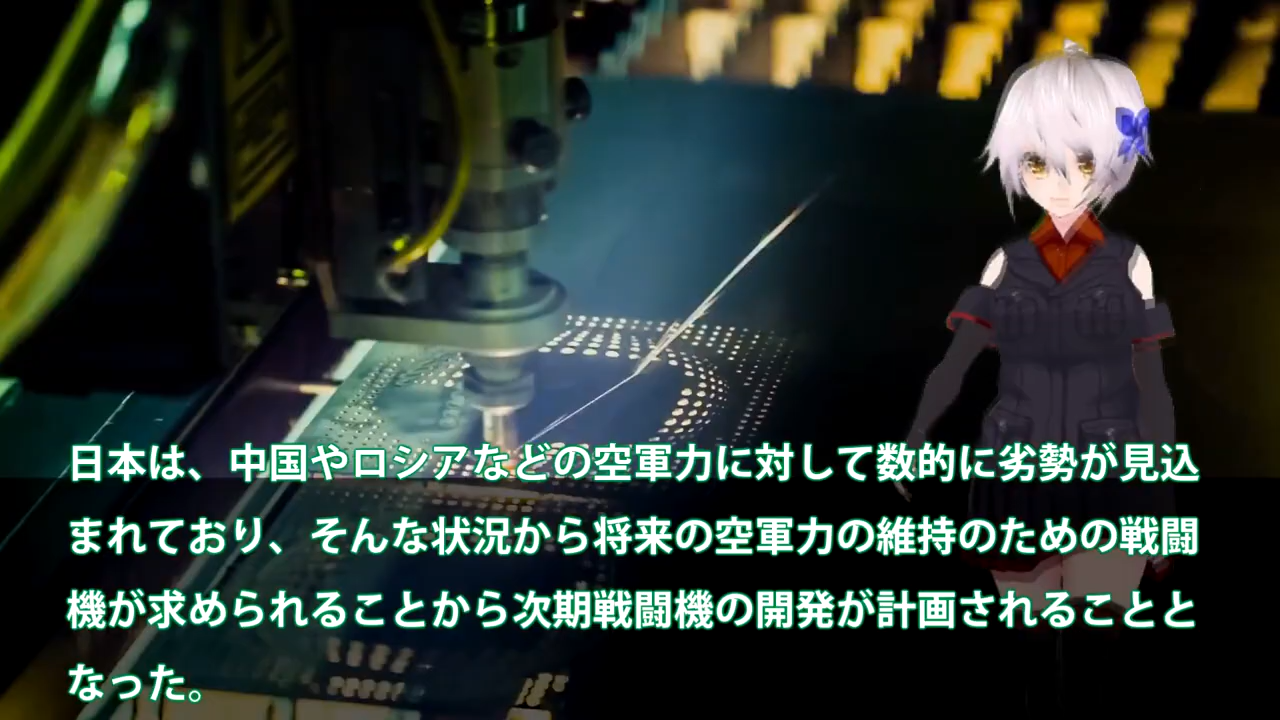 日本は、中国やロシアなどの空軍力に対して数的に劣勢が見込
まれており、そんな状況から将来の空軍力の維持のための戦闘
機が求められることから次期戦闘機の開発が計画されることと
なった。